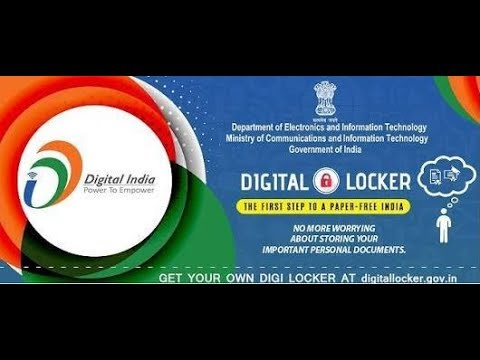 Department of Electronics and Information Technology
Ministry of Communications and Information Technology
Government of India
Digital India
Power To Empower
DIGITAL LOCKER
THE FIRST STEP TO A PAPER-FREE INDIA
NO MORE WORRYING
ABOUT STORING YOUR
IMPORTANT PERSONAL DOCUMENTS.
GET YOUR OWN DIGI LOCKER AT digitallocker.gov.in